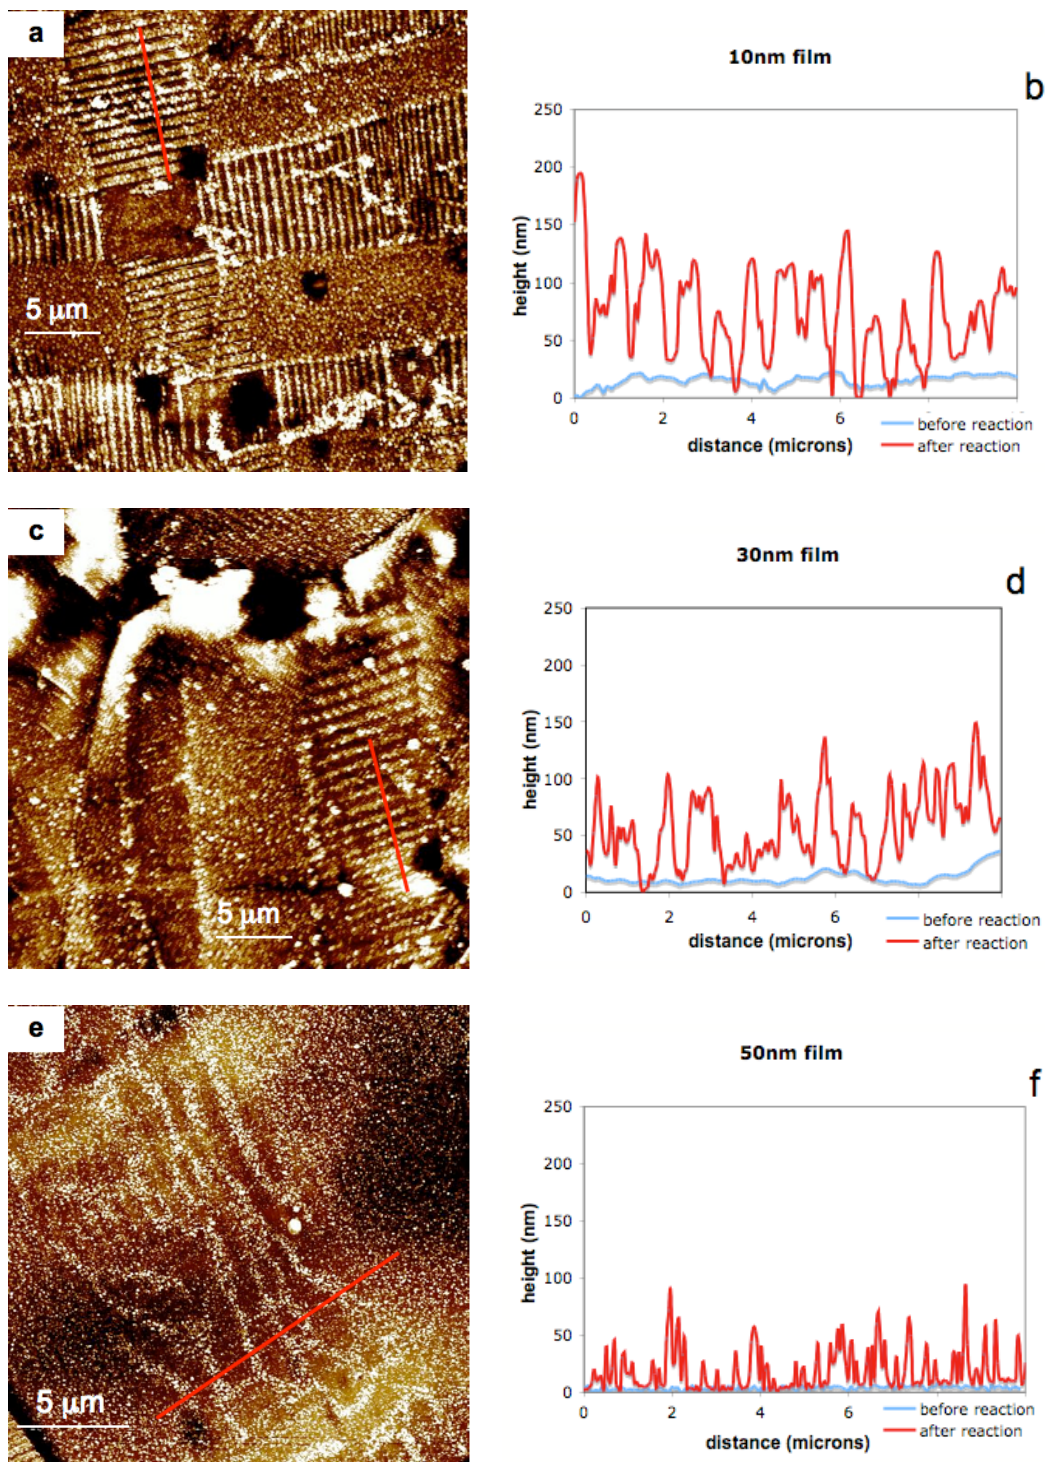 a
5 µm
10nm film
b
250
200
150
100
50
0
height (nm)
0
2
4
6
distance (microns)
before reaction
after reaction
c
5 µm
30nm film
d
250
200
150
100
50
0
height (nm)
0
2
4
6
distance (microns)
before reaction
after reaction
e
5 µm
50nm film
f
250
200
150
100
50
0
height (nm)
0
2
4
6
distance (microns)
before reaction
after reaction